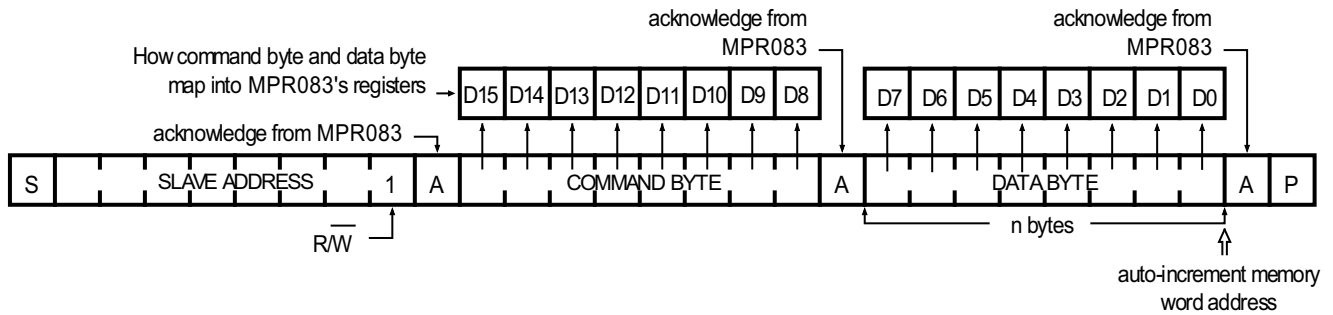 acknowledge from
MPR083
acknowledge from
MPR083
How command byte and data byte
map into MPR083's registers
D15 D14 D13 D12 D11 D10 D9 D8
D7 D6 D5 D4 D3 D2 D1 D0
acknowledge from MPR083
S SLAVE ADDRESS 1 A COMMAND BYTE A DATA BYTE A P
R/W̅
n bytes
auto-increment memory
word address